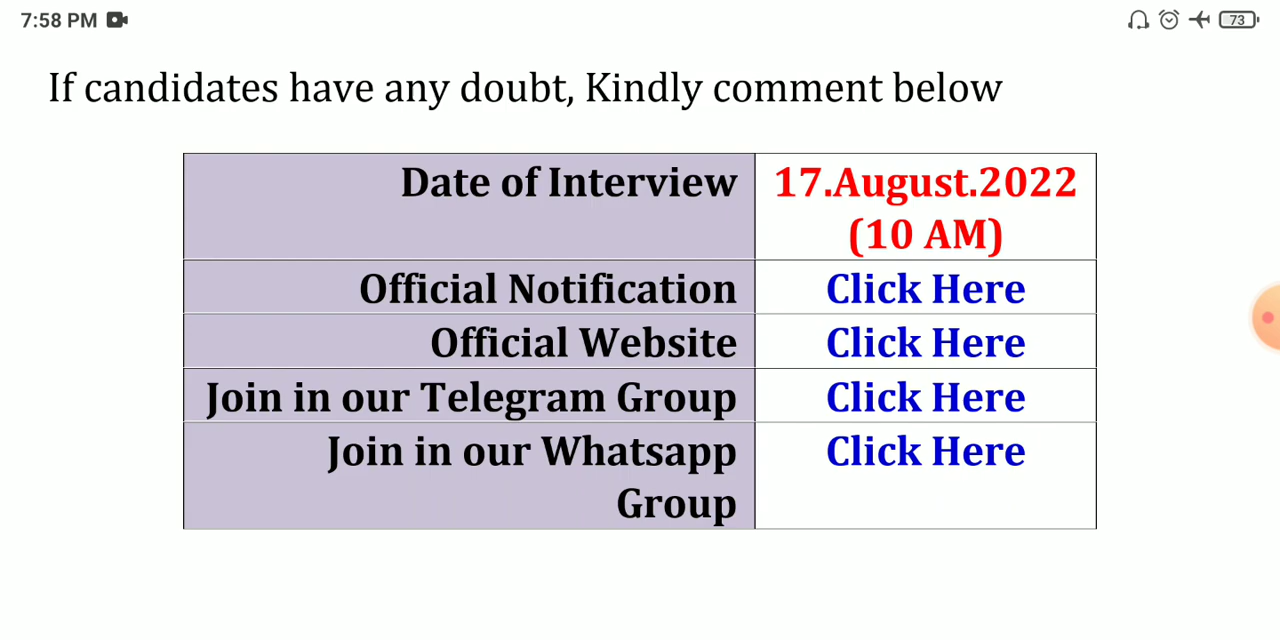 7:58 PM
73
If candidates have any doubt, Kindly comment below
Date of Interview 17.August.2022
(10 AM)
Official Notification Click Here
Official Website Click Here
Join in our Telegram Group Click Here
Join in our Whatsapp Click Here
Group